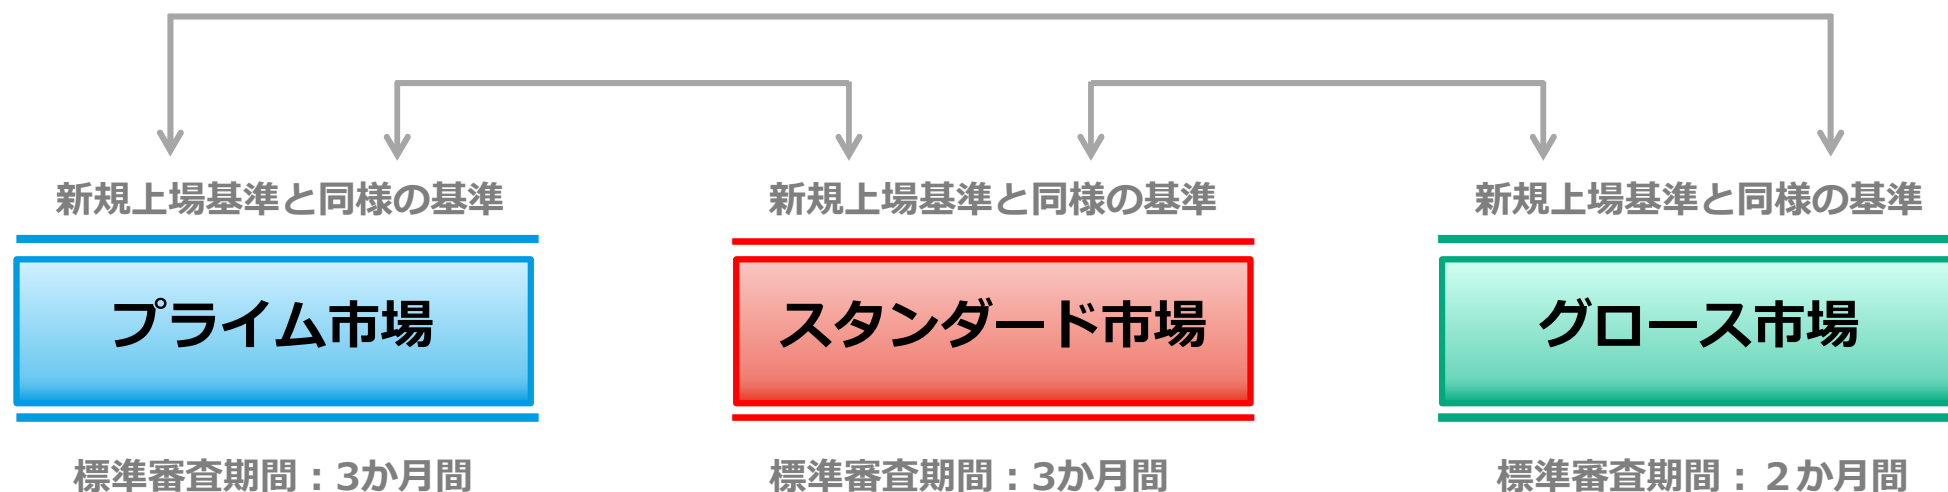 新規上場基準と同様の基準
新規上場基準と同様の基準
新規上場基準と同様の基準
プライム市場
スタンダード市場
グロース市場
標準審査期間：3か月間
標準審査期間：3か月間
標準審査期間：２か月間